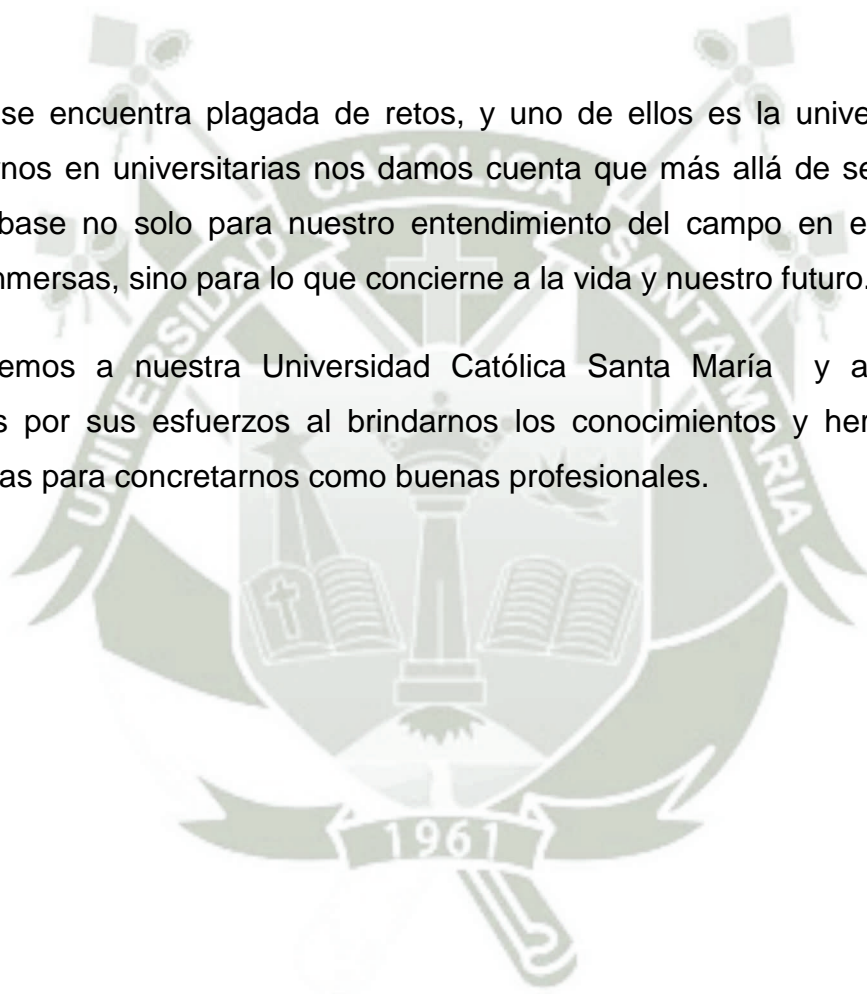 se encuentra plagada de retos, y uno de ellos es la unive
rnos en universitarias nos damos cuenta que más allá de se
base no solo para nuestro entendimiento del campo en e
nmersas, sino para lo que concierne a la vida y nuestro futuro.
emos a nuestra Universidad Católica Santa María y a
s por sus esfuerzos al brindarnos los conocimientos y her
as para concretarnos como buenas profesionales.
UNIVERSIDAD CATOLICA SANTA MARIA
1961